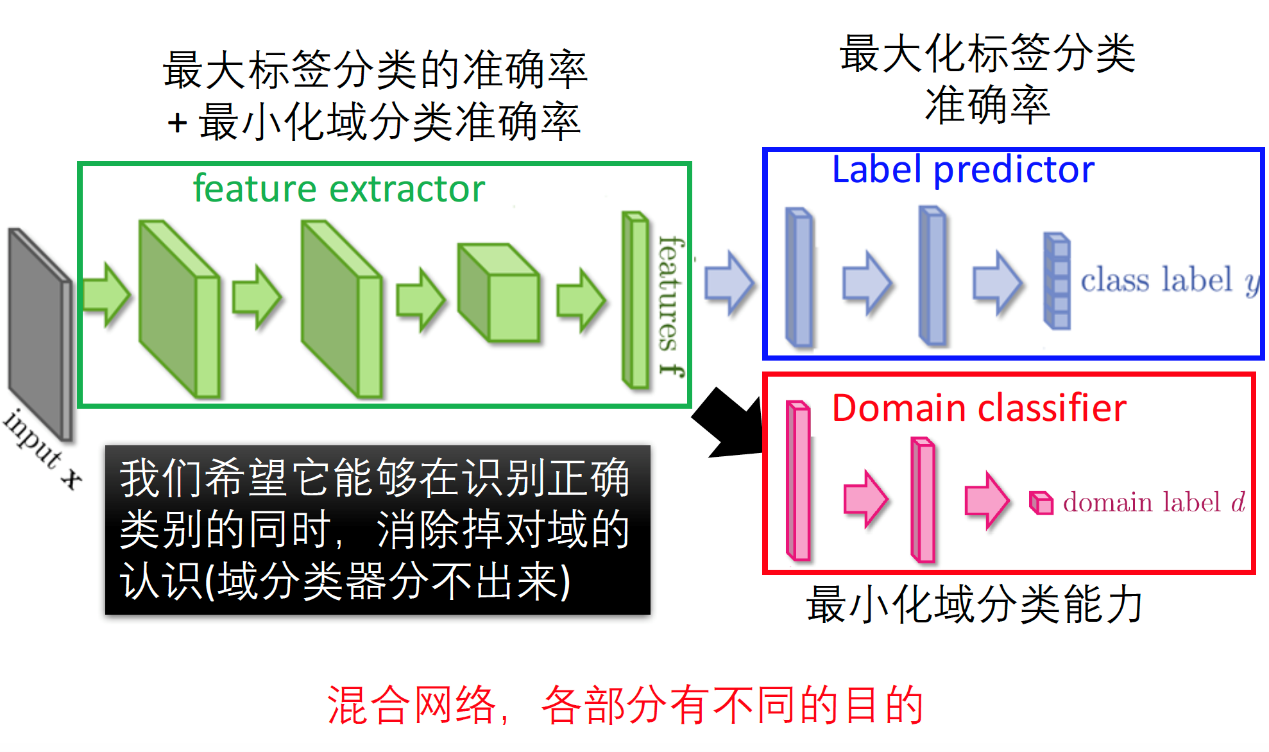 最大标签分类的准确率
+ 最小化域分类准确率
最大化标签分类
准确率
feature extractor
Label predictor
input x
features f
class label y
Domain classifier
domain label d
我们希望它能够在识别正确
类别的同时，消除掉对域的
认识(域分类器分不出来)
最小化域分类能力
混合网络，各部分有不同的目的